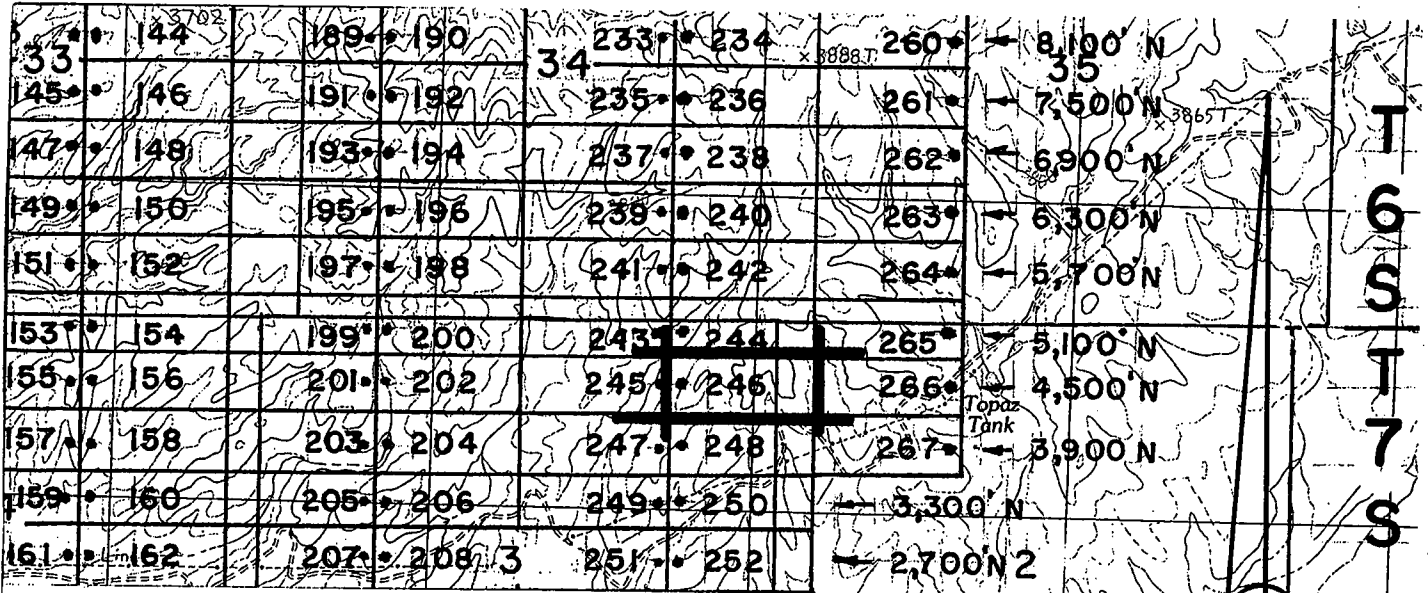 × 3702
144 189 190 233 234 260 ← 8,100' N
33 34 × 3888T 35
145 146 191 192 235 236 261 ← 7,500' N
× 3865T
147 148 193 194 237 238 262 ← 6,900' N
T
149 150 195 196 239 240 263 ← 6,300' N
6
151 152 197 198 241 242 264 ← 5,700' N
S
153 154 199 200 243 244 265 ← 5,100' N
T
155 156 201 202 245 246 266 ← 4,500' N
Topaz
Tank
7
157 158 203 204 247 248 267 ← 3,900' N
159 160 205 206 249 250 ← 3,300' N
S
161 162 207 208 3 251 252 ← 2,700' N 2